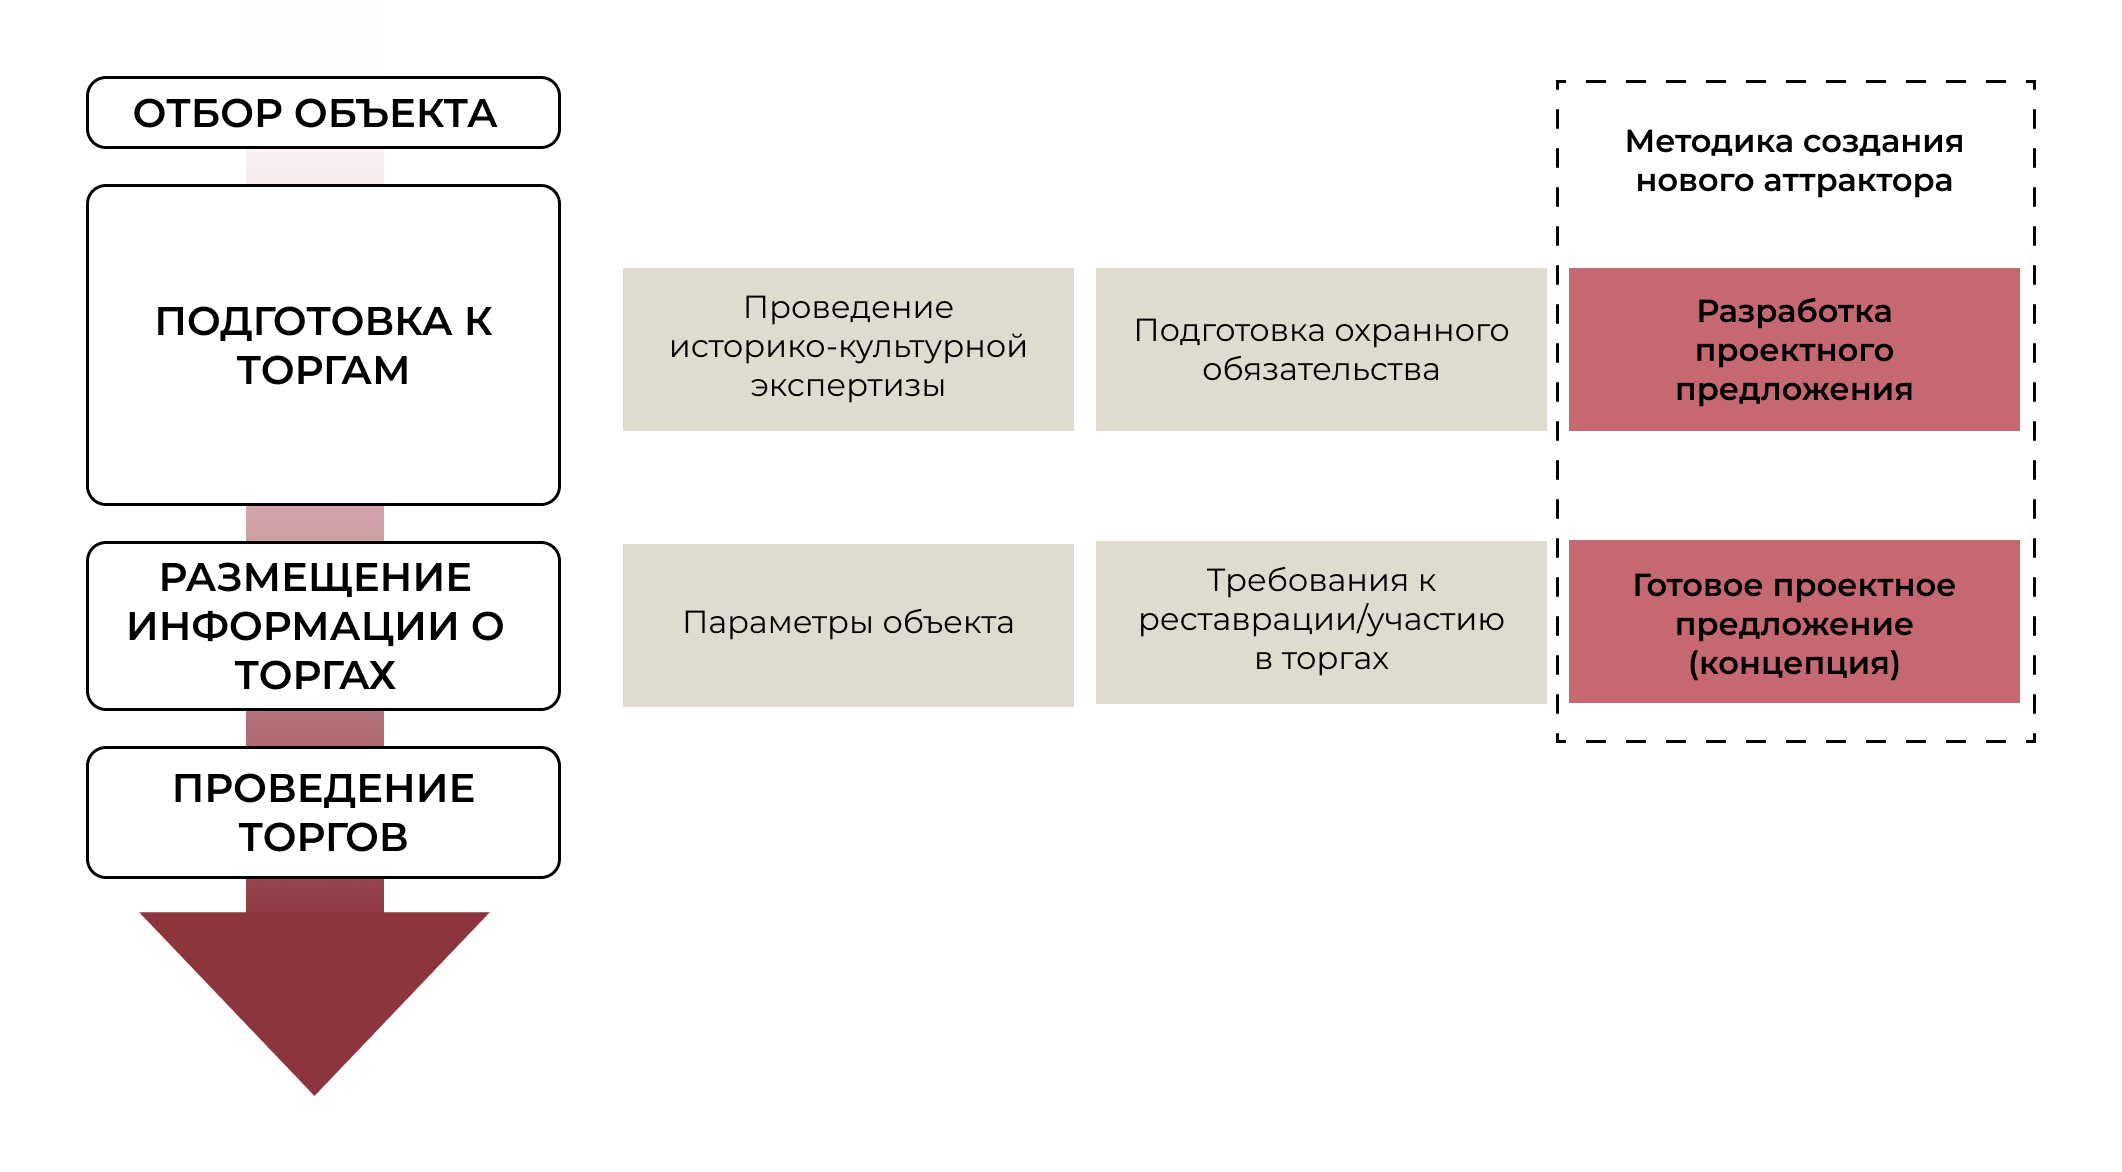 ОТБОР ОБЪЕКТА
Методика создания
нового аттрактора
ПОДГОТОВКА К
ТОРГАМ
Проведение
историко-культурной
экспертизы
Подготовка охранного
обязательства
Разработка
проектного
предложения
РАЗМЕЩЕНИЕ
ИНФОРМАЦИИ О
ТОРГАХ
Параметры объекта
Требования к
реставрации/участию
в торгах
Готовое проектное
предложение
(концепция)
ПРОВЕДЕНИЕ
ТОРГОВ